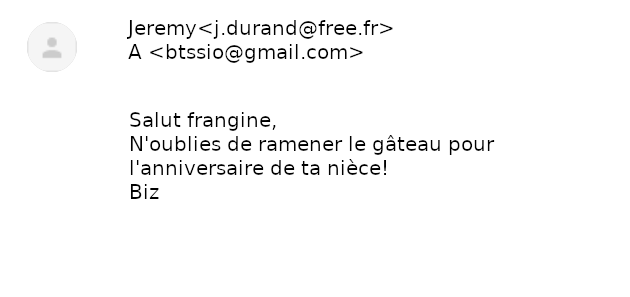 Jeremy<j.durand@free.fr>
A <btssio@gmail.com>
Salut frangine,
N'oublies de ramener le gâteau pour
l'anniversaire de ta nièce!
Biz